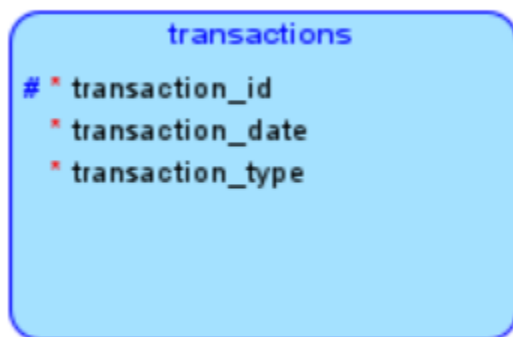 transactions
# * transaction_id
* transaction_date
* transaction_type